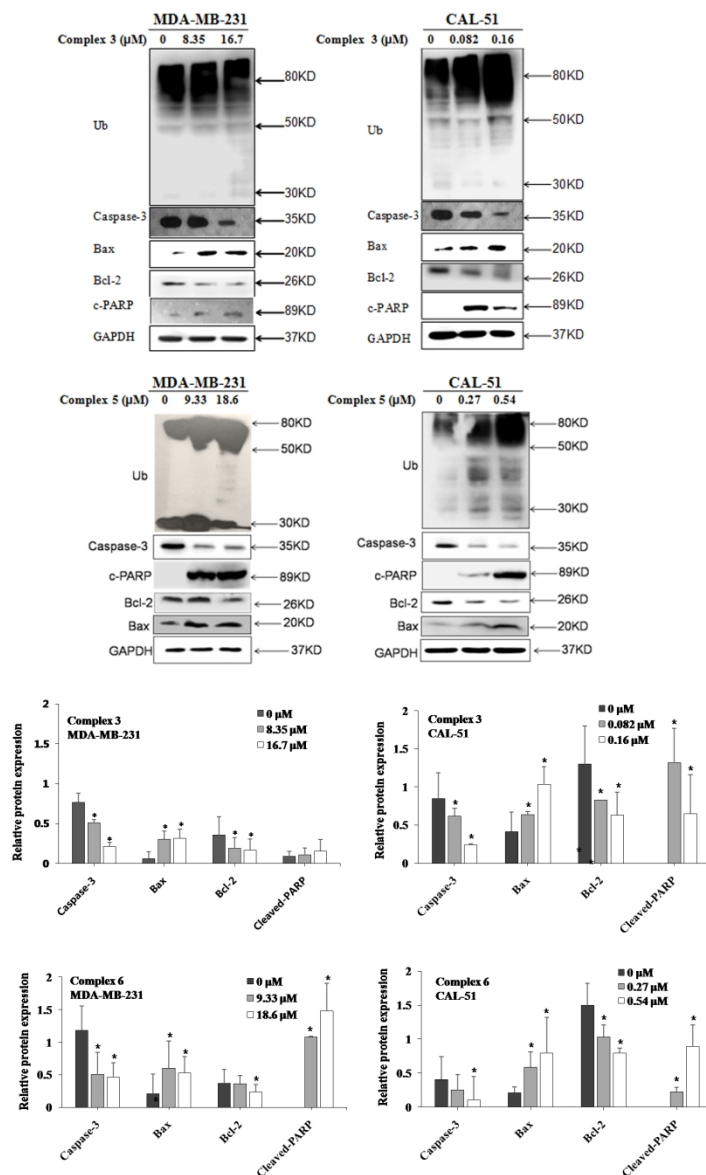 MDA-MB-231
Complex 3 (μM) 0 8.35 16.7
80KD
50KD
Ub
30KD
Caspase-3 35KD
Bax 20KD
Bcl-2 26KD
c-PARP 89KD
GAPDH 37KD
CAL-51
Complex 3 (μM) 0 0.082 0.16
80KD
50KD
Ub
30KD
Caspase-3 35KD
Bax 20KD
Bcl-2 26KD
c-PARP 89KD
GAPDH 37KD
MDA-MB-231
Complex 5 (μM) 0 9.33 18.6
80KD
50KD
Ub
30KD
Caspase-3 35KD
c-PARP 89KD
Bcl-2 26KD
Bax 20KD
GAPDH 37KD
CAL-51
Complex 5 (μM) 0 0.27 0.54
80KD
50KD
Ub
30KD
Caspase-3 35KD
c-PARP 89KD
Bcl-2 26KD
Bax 20KD
GAPDH 37KD
Relative protein expression
2
1.5
1
0.5
0
Complex 3
MDA-MB-231
0 μM
8.35 μM
16.7 μM
* * * * * *
Caspase-3 Bax Bcl-2 Cleaved-PARP
Relative protein expression
2
1.5
1
0.5
0
Complex 3
CAL-51
0 μM
0.082 μM
0.16 μM
* * * * * * * *
* *
Caspase-3 Bax Bcl-2 Cleaved-PARP
Relative protein expression
2
1.5
1
0.5
0
Complex 6
MDA-MB-231
0 μM
9.33 μM
18.6 μM
* * * * * * *
*
Caspase-3 Bax Bcl-2 Cleaved-PARP
Relative protein expression
2
1.5
1
0.5
0
Complex 6
CAL-51
0 μM
0.27 μM
0.54 μM
* * * * * * *
Caspase-3 Bax Bcl-2 Cleaved-PARP